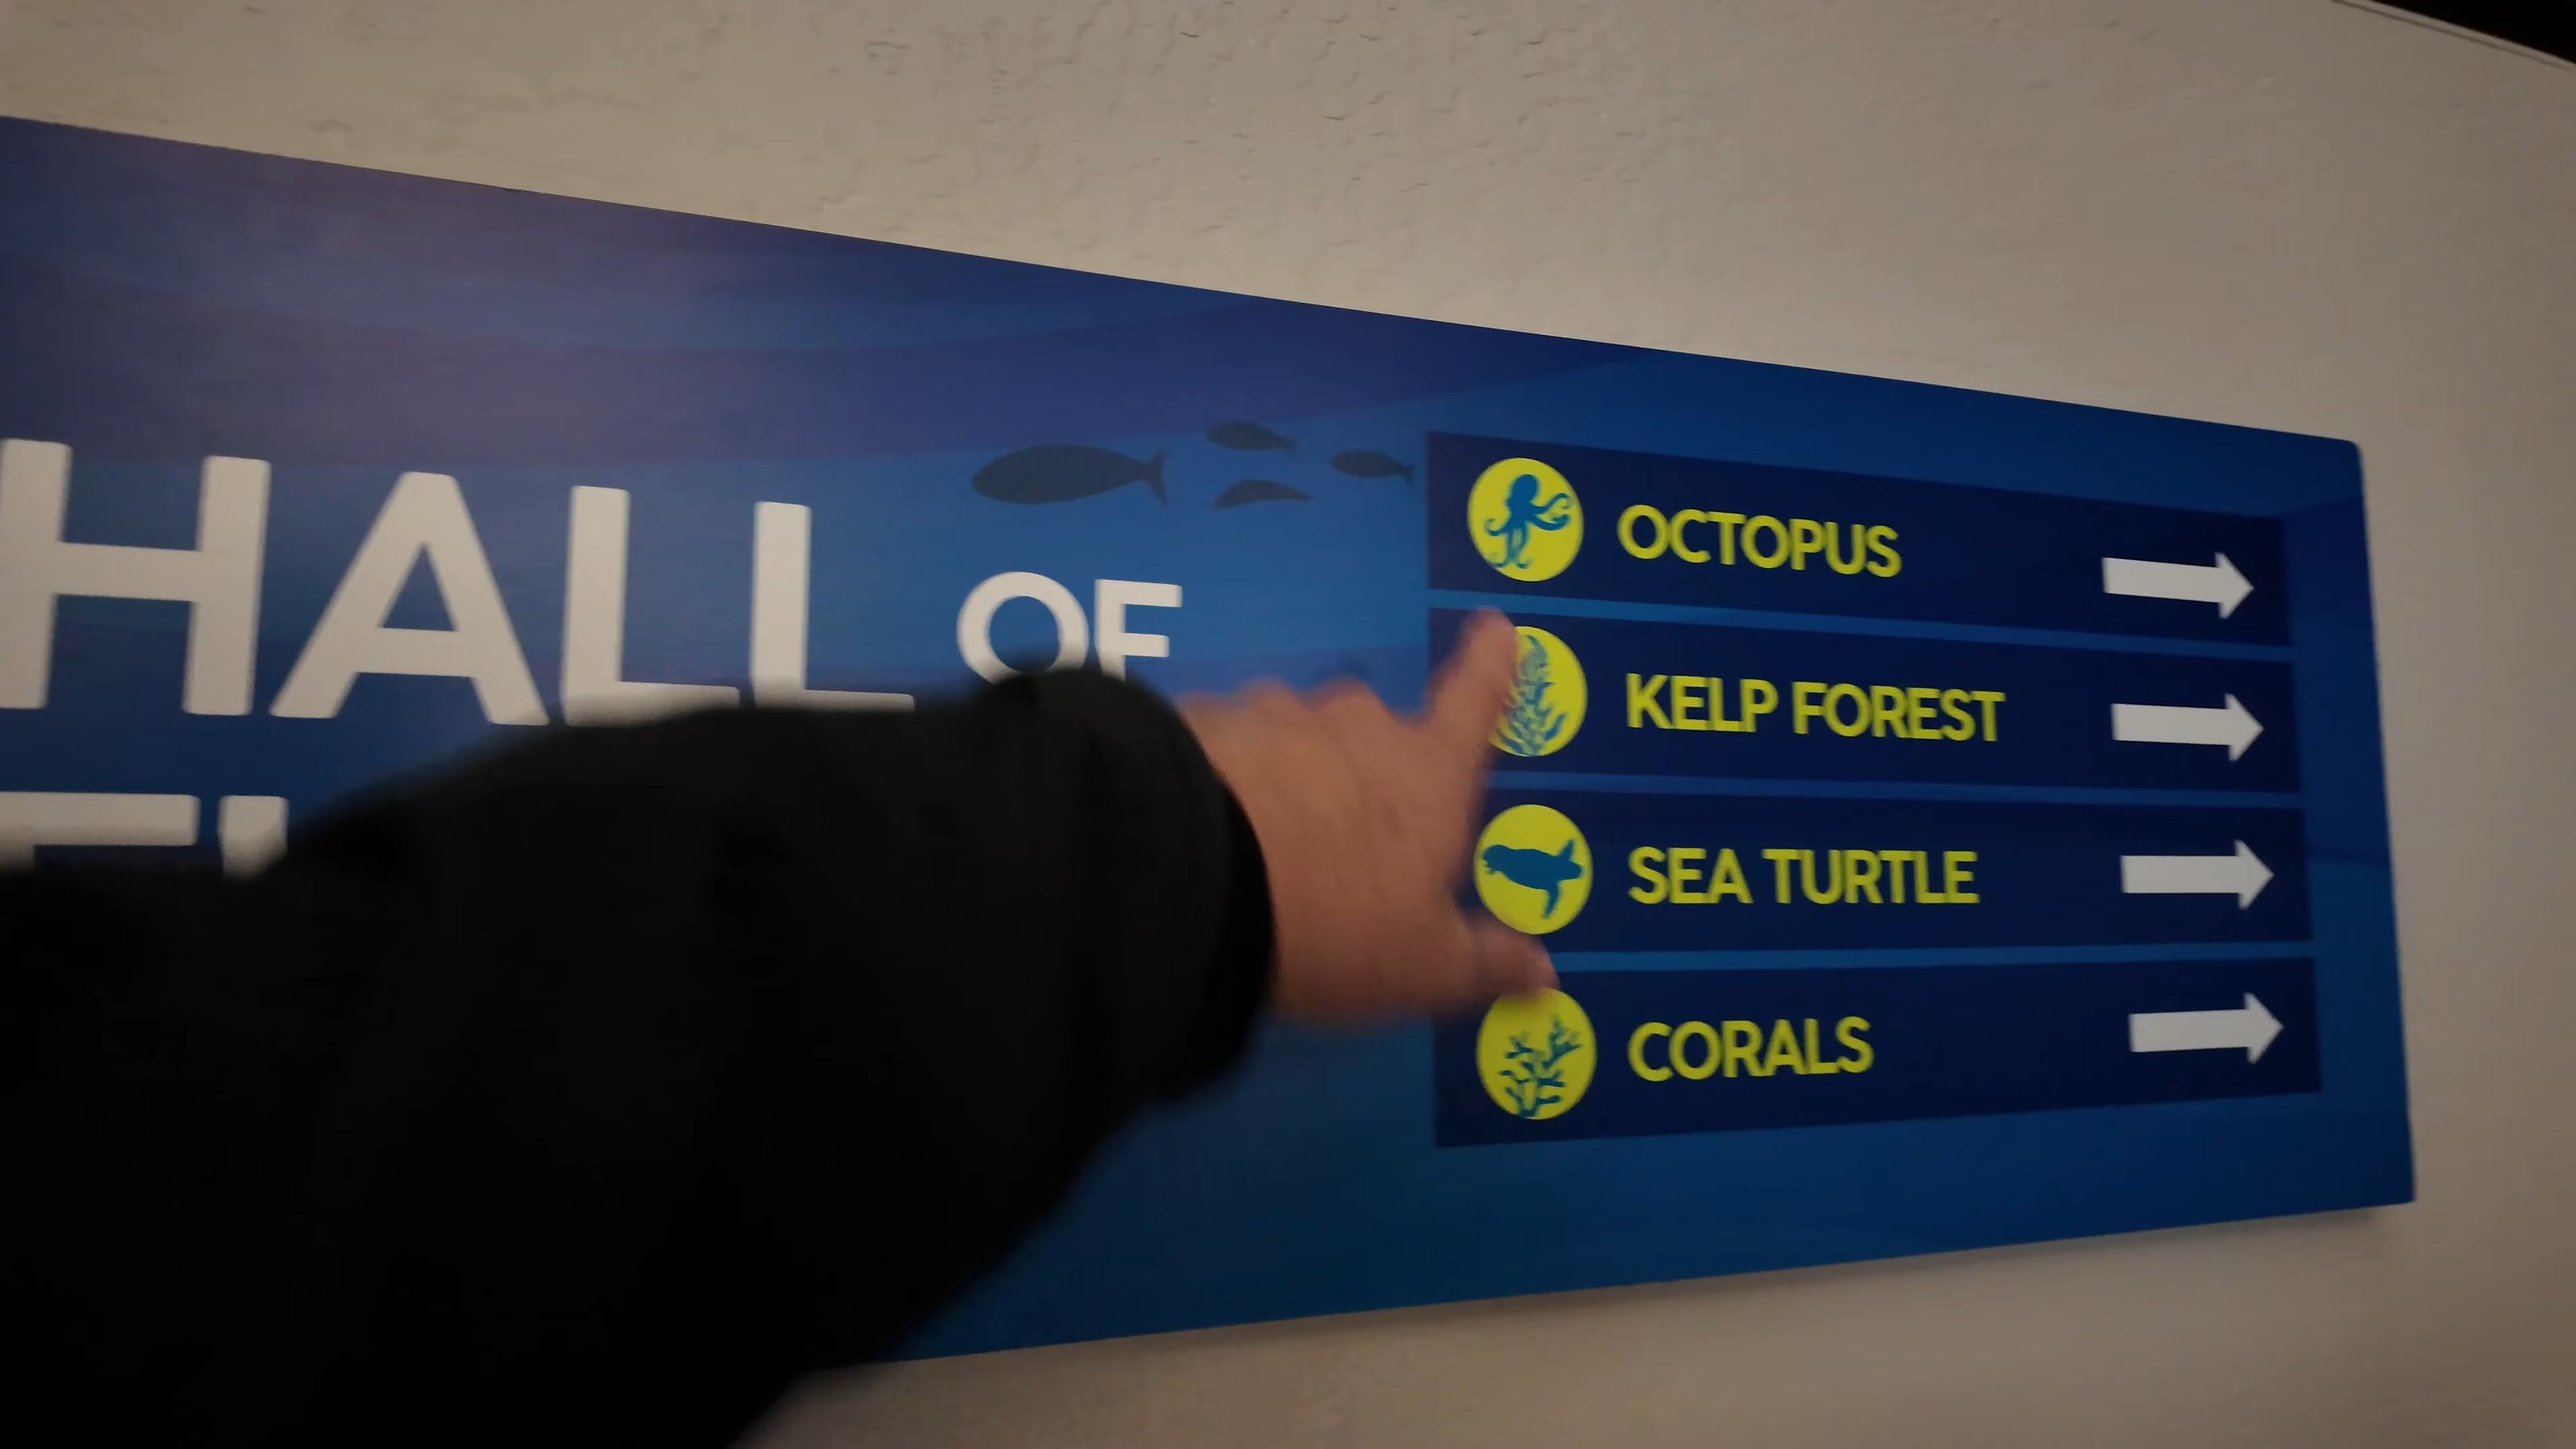 HALL OF
OCTOPUS
KELP FOREST
SEA TURTLE
CORALS